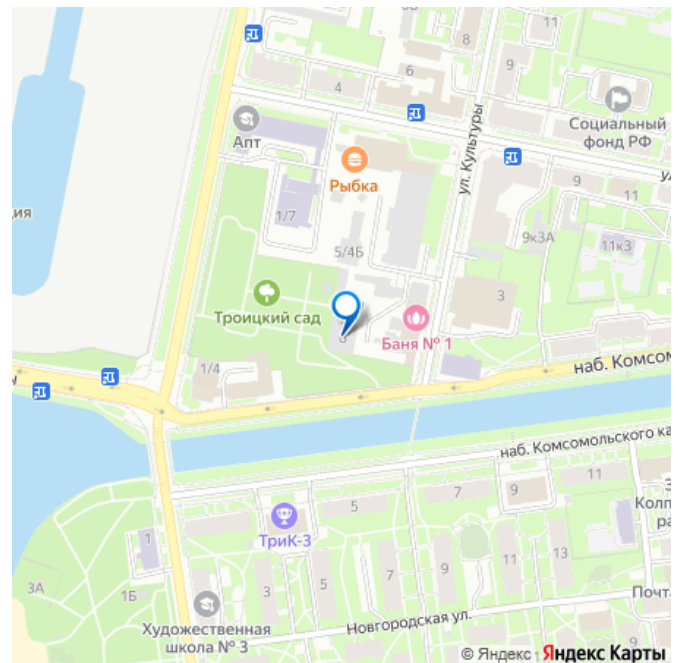 11
8
9
6
4
Социальный
фонд РФ
Апт
ул. Культуры
Рыбка
9
11
ия
1/7
9к3А
11к3
5/4Б
Троицкий сад
3
Баня № 1
1/4
наб. Комсом
наб. Комсомольского ка
5
7
9
11
Колп
ра
ТриК-3
1
11
13
9
7
3
5
3А
1Б
Почта
Новгородская ул.
Художественная
школа № 3
© Яндекс
Яндекс Карты